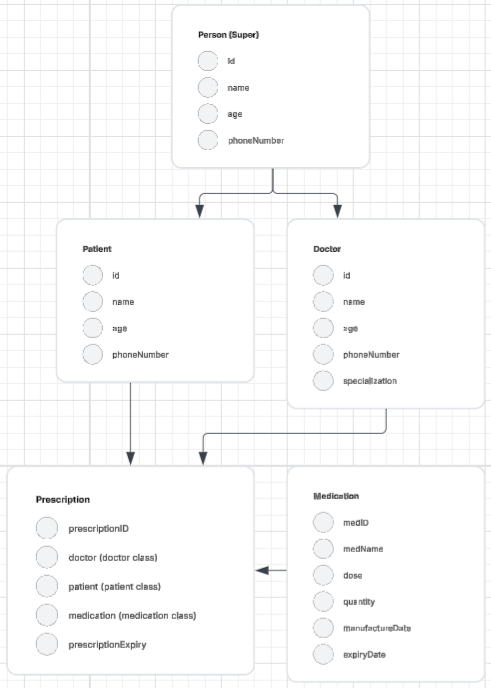 Person (Super)
id
name
age
phoneNumber
Patient
id
name
age
phoneNumber
Doctor
id
name
age
phoneNumber
specialization
Prescription
prescriptionID
doctor (doctor class)
patient (patient class)
medication (medication class)
prescriptionExpiry
Medication
medID
medName
dose
quantity
manufactureDate
expiryDate